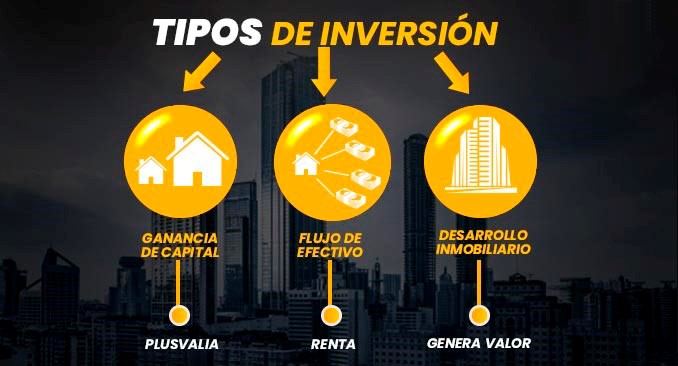 TIPOS DE INVERSIÓN
GANANCIA
DE CAPITAL
FLUJO DE
EFECTIVO
DESARROLLO
INMOBILIARIO
PLUSVALIA
RENTA
GENERA VALOR